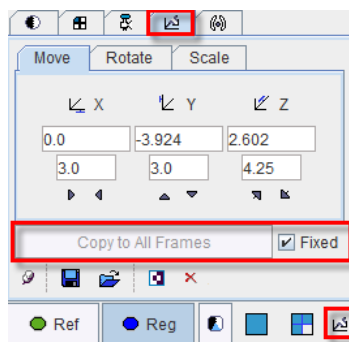 Move Rotate Scale
X Y Z
0.0 -3.924 2.602
3.0 3.0 4.25
Copy to All Frames Fixed
Ref Reg